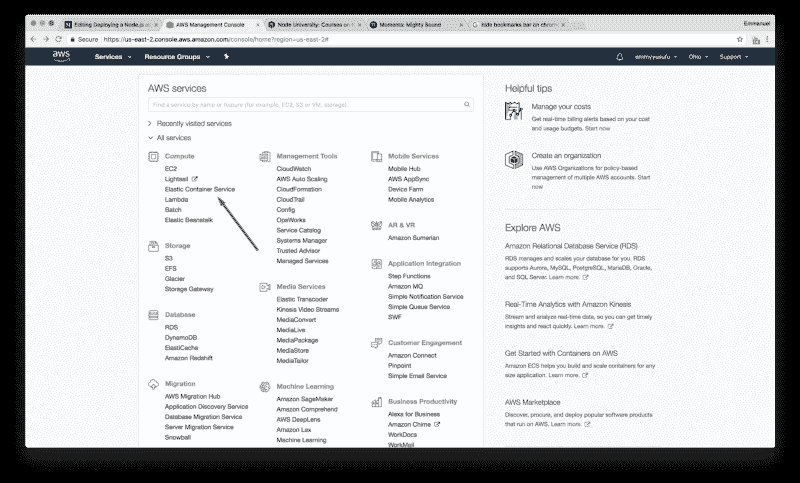 Editing Deploying a Node.js a
AWS Management Console
Node University: Courses on N
Momentz: Mighty Sound
hide bookmarks bar on chrome
Emmanuel
Secure https://us-east-2.console.aws.amazon.com/console/home?region=us-east-2#
aws
Services
Resource Groups
Ohio
Support
AWS services
Find a service by name or feature (for example, EC2, S3 or VM, storage).
Recently visited services
All services
Compute
EC2
Lightsail
Elastic Container Service
Lambda
Batch
Elastic Beanstalk
Storage
S3
EFS
Glacier
Storage Gateway
Database
RDS
DynamoDB
ElastiCache
Amazon Redshift
Migration
AWS Migration Hub
Application Discovery Service
Database Migration Service
Server Migration Service
Snowball
Management Tools
CloudWatch
AWS Auto Scaling
CloudFormation
CloudTrail
Config
OpsWorks
Service Catalog
Systems Manager
Trusted Advisor
Managed Services
Media Services
Elastic Transcoder
Kinesis Video Streams
MediaConvert
MediaLive
MediaPackage
MediaStore
MediaTailor
Machine Learning
Amazon SageMaker
Amazon Comprehend
AWS DeepLens
Amazon Lex
Machine Learning
Mobile Services
Mobile Hub
AWS AppSync
Device Farm
Mobile Analytics
AR & VR
Amazon Sumerian
Application Integration
Step Functions
Amazon MQ
Simple Notification Service
Simple Queue Service
SWF
Customer Engagement
Amazon Connect
Pinpoint
Simple Email Service
Business Productivity
Alexa for Business
Amazon Chime
WorkDocs
WorkMail
Helpful tips
Manage your costs
Get real-time billing alerts based on your cost
and usage budgets. Start now
Create an organization
Use AWS Organizations for policy-based
management of multiple AWS accounts. Start
now
Explore AWS
Amazon Relational Database Service (RDS)
RDS manages and scales your database for you. RDS
supports Aurora, MySQL, PostgreSQL, MariaDB, Oracle,
and SQL Server. Learn more.
Real-Time Analytics with Amazon Kinesis
Stream and analyze real-time data, so you can get timely
insights and react quickly. Learn more.
Get Started with Containers on AWS
Amazon ECS helps you build and scale containers for any
size application. Learn more.
AWS Marketplace
Discover, procure, and deploy popular software products
that run on AWS. Learn more.